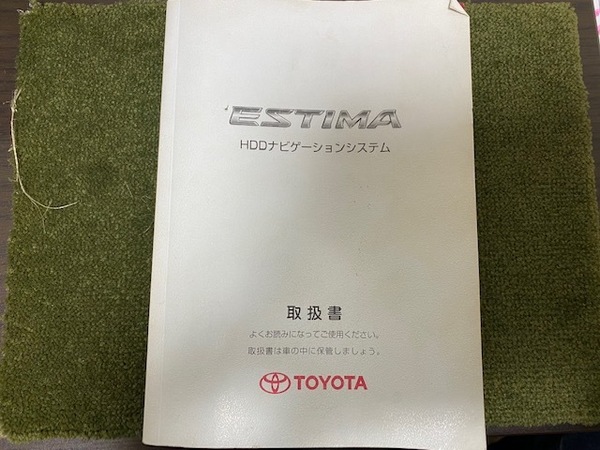 ESTIMA
HDDナビゲーションシステム
取扱書
よくお読みになってご使用ください。
取扱書は車の中に保管しましょう。
TOYOTA